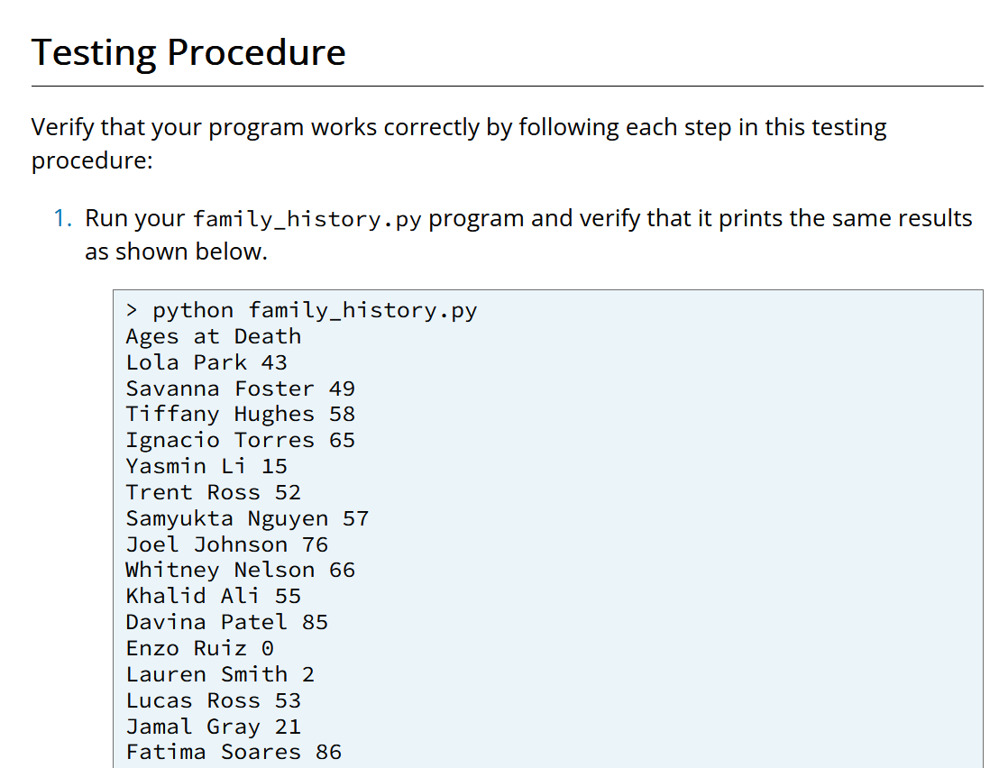 Testing Procedure
Verify that your program works correctly by following each step in this testing
procedure:
1. Run your family_history.py program and verify that it prints the same results
as shown below.
> python family_history.py
Ages at Death
Lola Park 43
Savanna Foster 49
Tiffany Hughes 58
Ignacio Torres 65
Yasmin Li 15
Trent Ross 52
Samyukta Nguyen 57
Joel Johnson 76
Whitney Nelson 66
Khalid Ali 55
Davina Patel 85
Enzo Ruiz 0
Lauren Smith 2
Lucas Ross 53
Jamal Gray 21
Fatima Soares 86